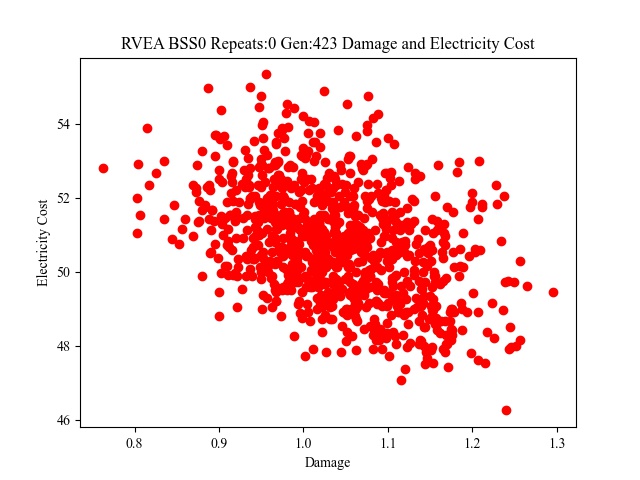 RVEA BSS0 Repeats:0 Gen:423 Damage and Electricity Cost
Electricity Cost
54
52
50
48
46
0.8 0.9 1.0 1.1 1.2 1.3
Damage